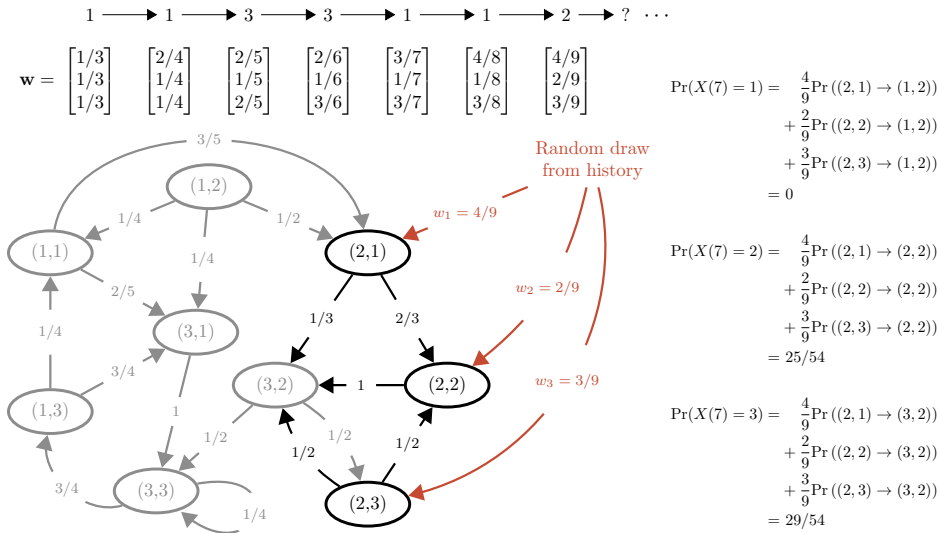 1 → 1 → 3 → 3 → 1 → 1 → 2 → ? ···
w = [1/3 1/3 1/3] [2/4 1/4 1/4] [2/5 1/5 2/5] [2/6 1/6 3/6] [3/7 1/7 3/7] [4/8 1/8 3/8] [4/9 2/9 3/9]
3/5
Random draw
from history
(1,2)
1/4
1/2
w₁ = 4/9
(1,1)
1/4
(2,1)
2/5
w₂ = 2/9
1/4
(3,1)
1/3
2/3
3/4
(3,2)
1
(2,2)
w₃ = 3/9
(1,3)
1
1/2
1/2
1/2
1/2
3/4
(3,3)
1/4
(2,3)
Pr(X(7) = 1) = 4/9 Pr ((2, 1) → (1, 2))
+ 2/9 Pr ((2, 2) → (1, 2))
+ 3/9 Pr ((2, 3) → (1, 2))
= 0
Pr(X(7) = 2) = 4/9 Pr ((2, 1) → (2, 2))
+ 2/9 Pr ((2, 2) → (2, 2))
+ 3/9 Pr ((2, 3) → (2, 2))
= 25/54
Pr(X(7) = 3) = 4/9 Pr ((2, 1) → (3, 2))
+ 2/9 Pr ((2, 2) → (3, 2))
+ 3/9 Pr ((2, 3) → (3, 2))
= 29/54